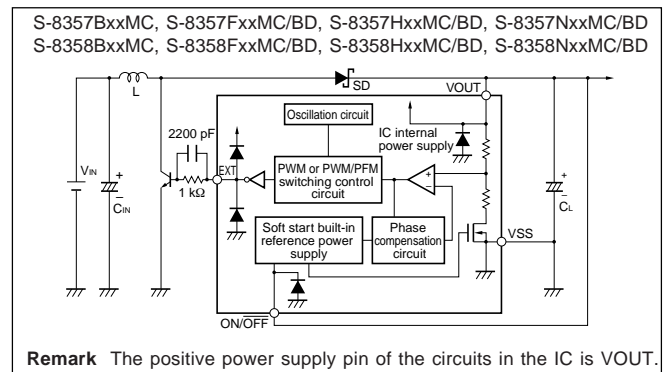 S-8357BxxMC, S-8357FxxMC/BD, S-8357HxxMC/BD, S-8357NxxMC/BD
S-8358BxxMC, S-8358FxxMC/BD, S-8358HxxMC/BD, S-8358NxxMC/BD
L
SD
VOUT
Oscillation circuit
IC internal
power supply
2200 pF
EXT
VIN
+
−
CIN
1 kΩ
PWM or PWM/PFM
switching control
circuit
+
−
+
−
CL
Soft start built-in
reference power
supply
Phase
compensation
circuit
VSS
ON/OFF
Remark The positive power supply pin of the circuits in the IC is VOUT.